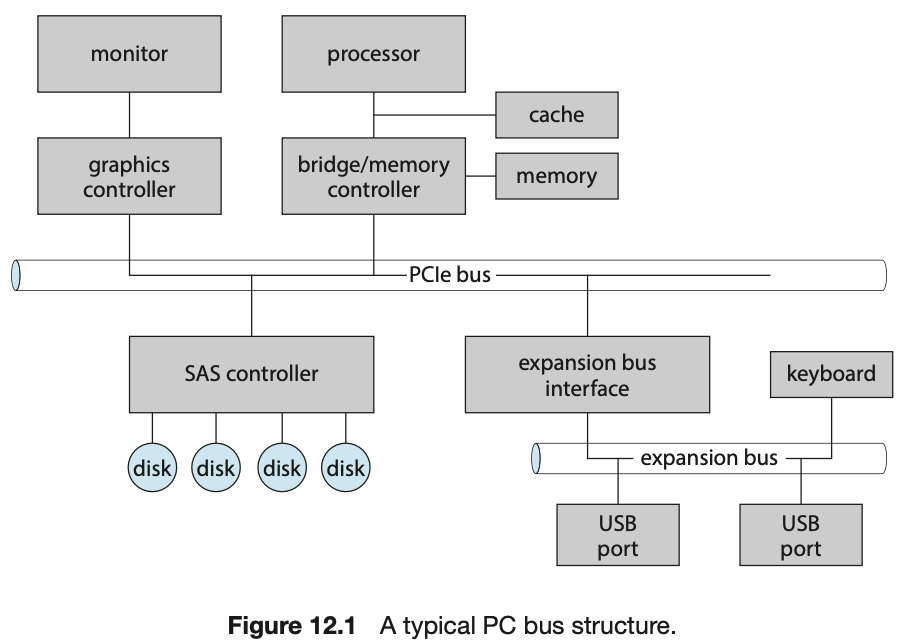 monitor
processor
cache
graphics
controller
bridge/memory
controller
memory
PCIe bus
SAS controller
expansion bus
interface
keyboard
disk
disk
disk
disk
expansion bus
USB
port
USB
port
Figure 12.1 A typical PC bus structure.